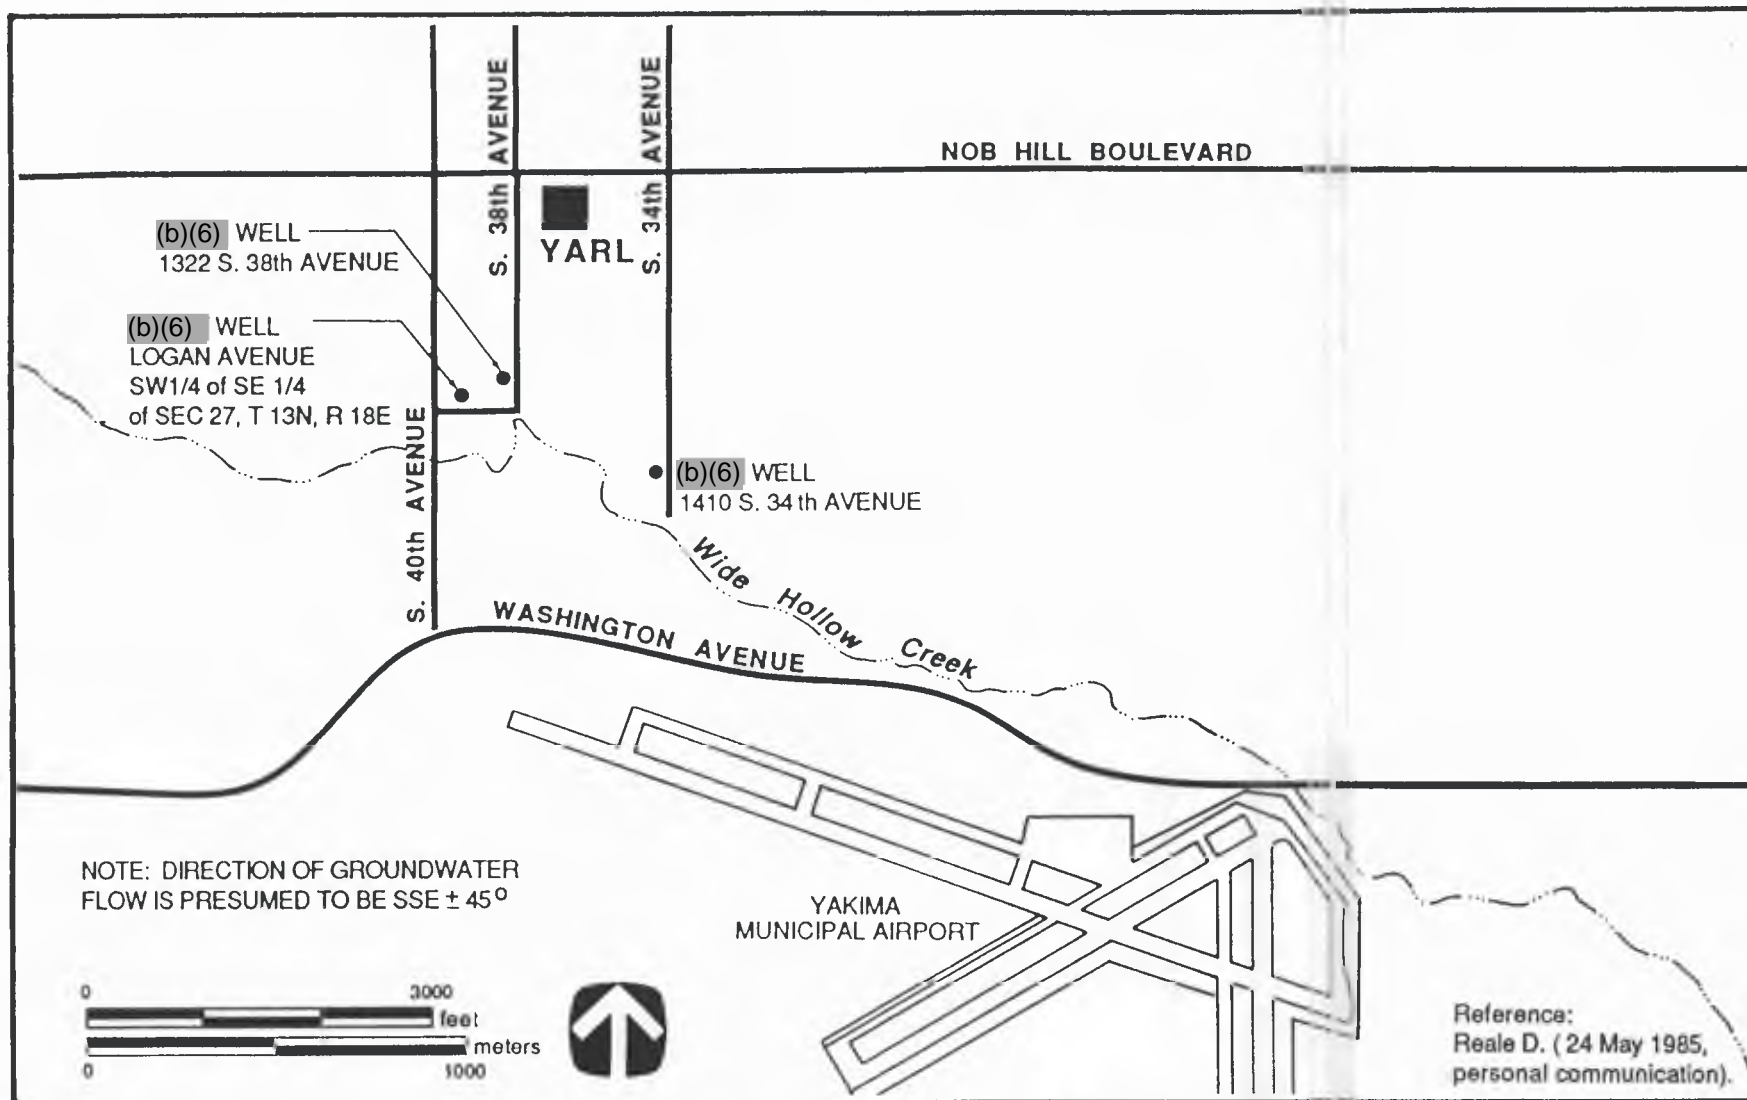 S. 38th AVENUE
S. 34th AVENUE
NOB HILL BOULEVARD
(b)(6) WELL
1322 S. 38th AVENUE
YARL
(b)(6) WELL
LOGAN AVENUE
SW1/4 of SE 1/4
of SEC 27, T 13N, R 18E
S. 40th AVENUE
(b)(6) WELL
1410 S. 34th AVENUE
Wide Hollow Creek
WASHINGTON AVENUE
NOTE: DIRECTION OF GROUNDWATER
FLOW IS PRESUMED TO BE SSE ± 45°
YAKIMA
MUNICIPAL AIRPORT
0 3000
feet
meters
0 1000
Reference:
Reale D. ( 24 May 1985,
personal communication).